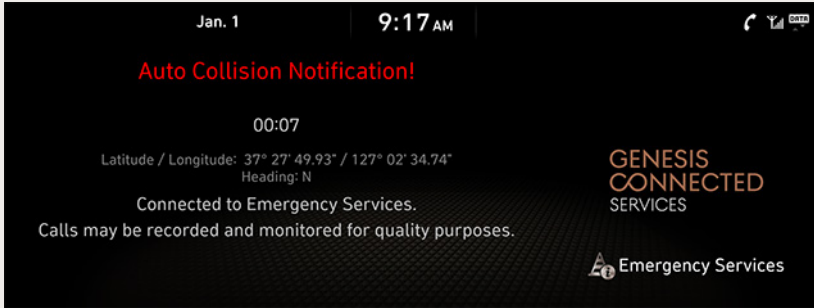 Jan. 1
9:17 AM
DATA
Auto Collision Notification!
00:07
Latitude / Longitude: 37° 27' 49.93" / 127° 02' 34.74"
Heading: N
Connected to Emergency Services.
Calls may be recorded and monitored for quality purposes.
GENESIS
CONNECTED
SERVICES
Emergency Services